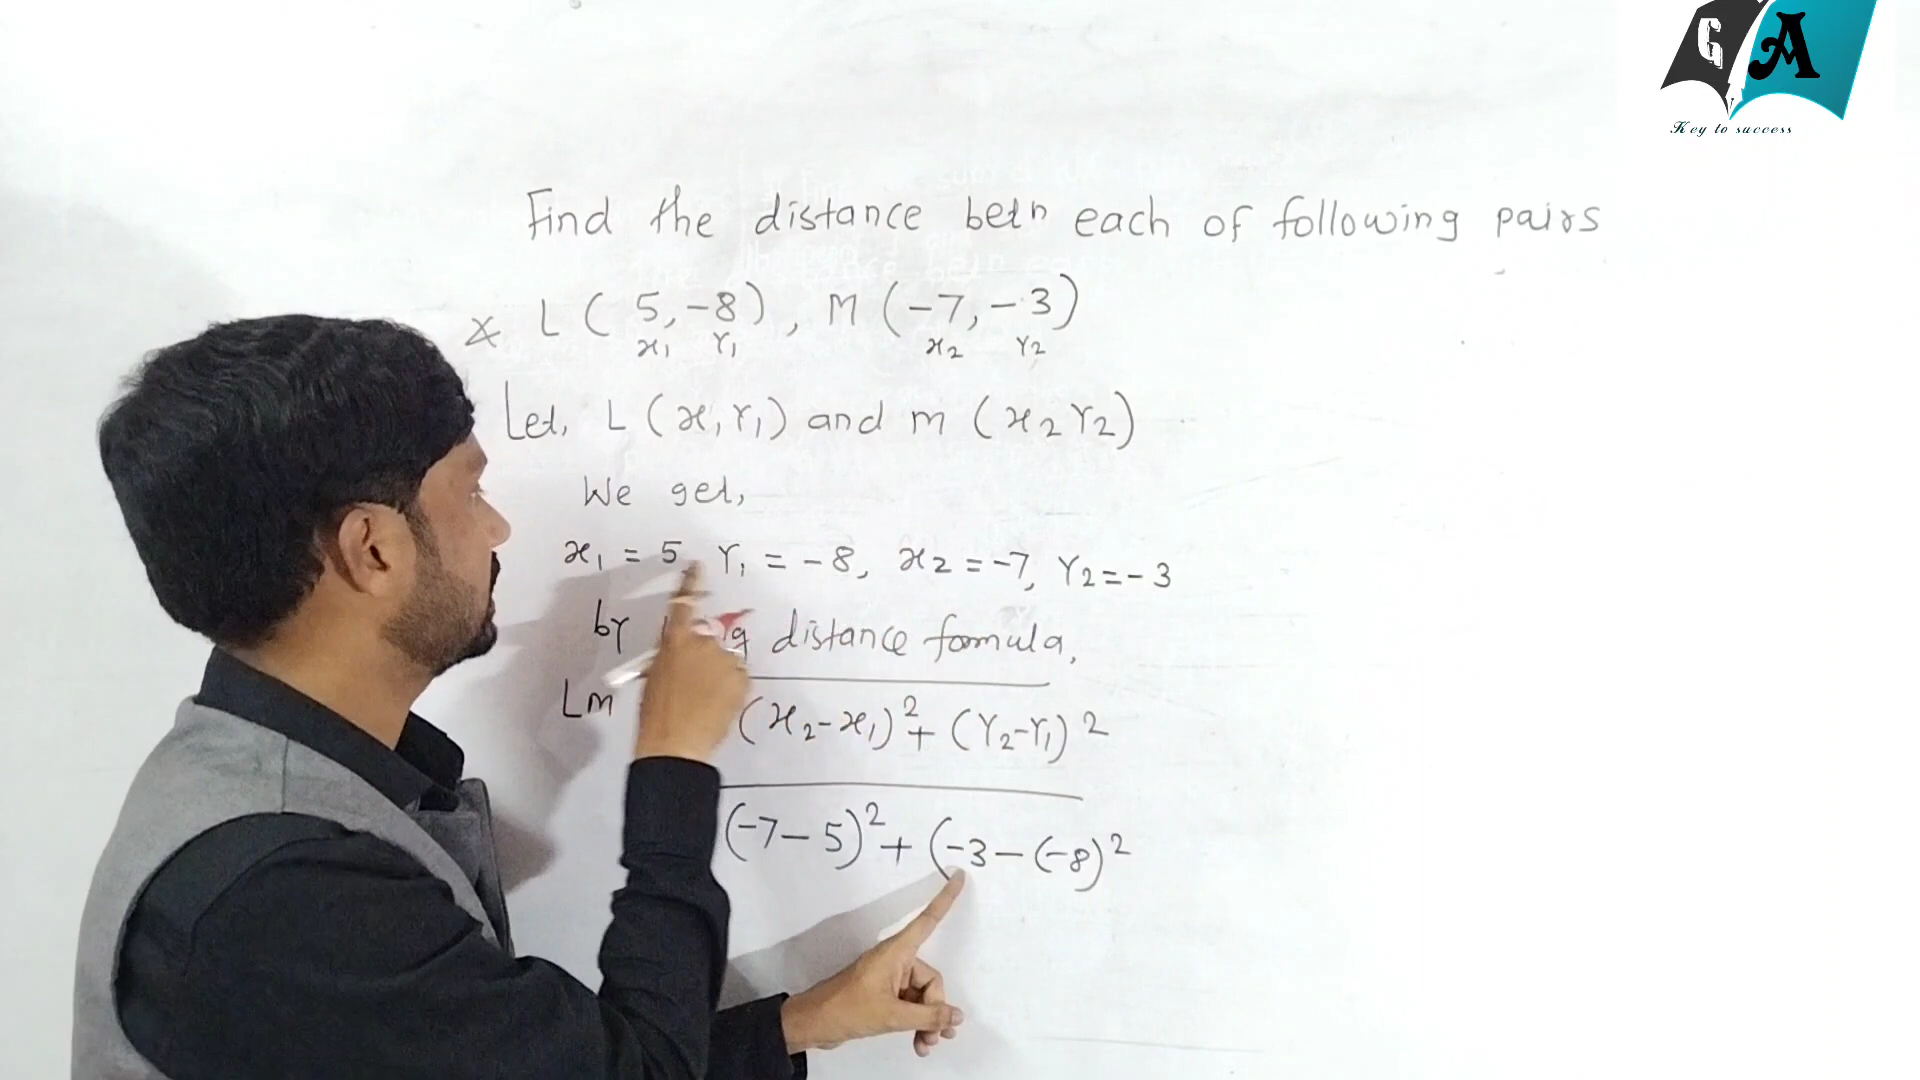 G A
Key to success
Find the distance betn each of following pairs
L ( 5, -8 ) , M ( -7, -3 )
x1 Y1 x2 Y2
Let, L ( x1 Y1 ) and m ( x2 Y2 )
We get,
x1 = 5, Y1 = -8, x2 = -7, Y2 = -3
by distance formula,
Lm (x2-x1)²+ (Y2-Y1)²
(-7-5)² + (-3-(-8)²